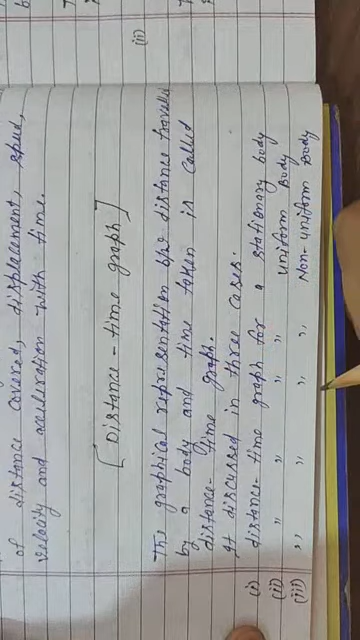 of distance covered, displacement, speed,
velocity and acceleration with time.
[Distance-time graph]
The graphical representation b/w distance travelled
by a body and time taken is called
distance-time graph.
It discussed in three cases.
(i) distance-time graph for a stationary body
(ii) ,, ,, ,, uniform body
(iii) ,, ,, ,, Non-uniform body
(ii)